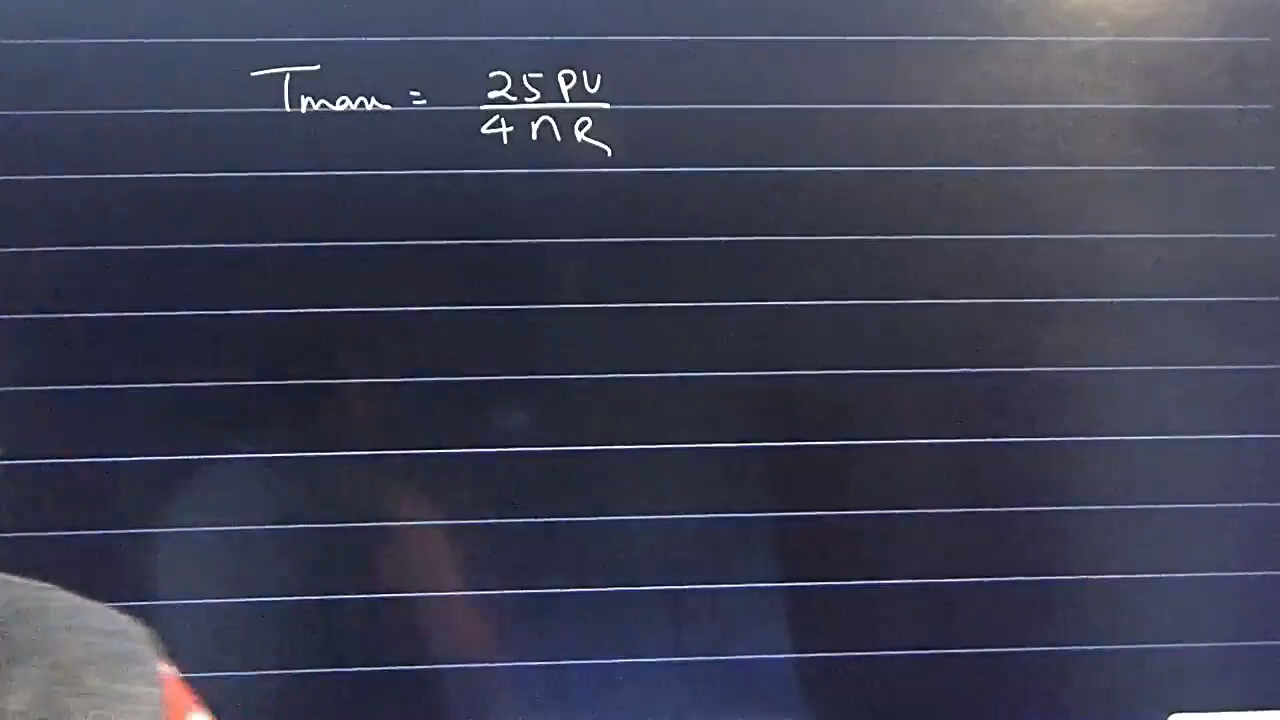 Tmax = 25PV / 4nR